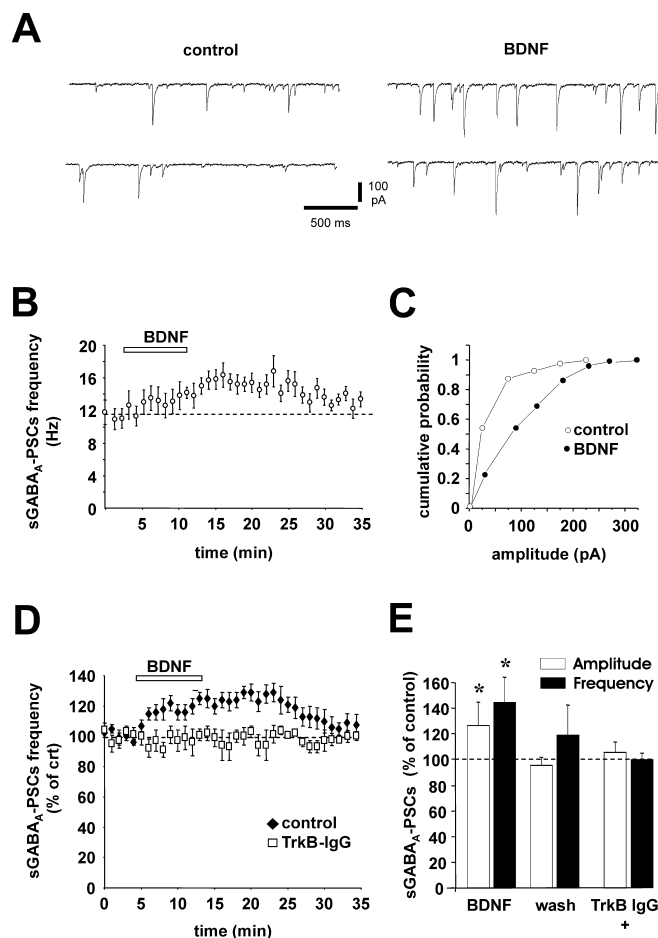 A
control
BDNF
100
pA
500 ms
B
BDNF
sGABAA-PSCs frequency
(Hz)
20
16
12
8
4
0
5
10
15
20
25
30
35
time (min)
C
cumulative probability
1
0.8
0.6
0.4
0.2
0
0
100
200
300
control
BDNF
amplitude (pA)
D
BDNF
sGABAA-PSCs frequency
(% of crt)
140
120
100
80
60
40
20
0
0
5
10
15
20
25
30
35
control
TrkB-IgG
time (min)
E
Amplitude
Frequency
sGABAA-PSCs (% of control)
160
140
120
100
80
60
40
20
0
*
*
BDNF
wash
TrkB IgG
+